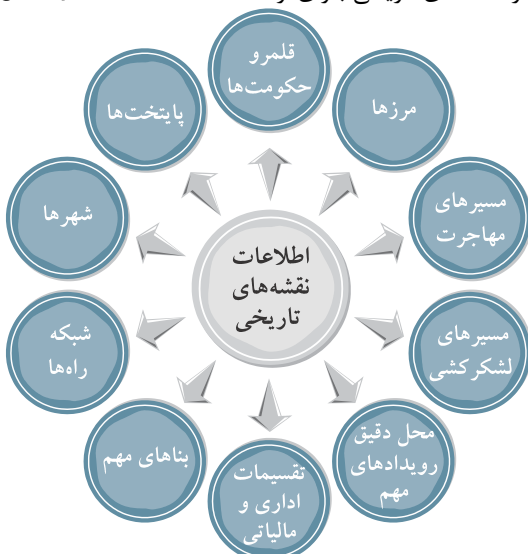 اطلاعات
نقشه‌های
تاریخی
قلمرو
حکومت‌ها
مرزها
مسیرهای
مهاجرت
مسیرهای
لشکرکشی
محل دقیق
رویدادهای
مهم
تقسیمات
اداری و
مالیاتی
بناهای مهم
شبکه
راه‌ها
شهرها
پایتخت‌ها